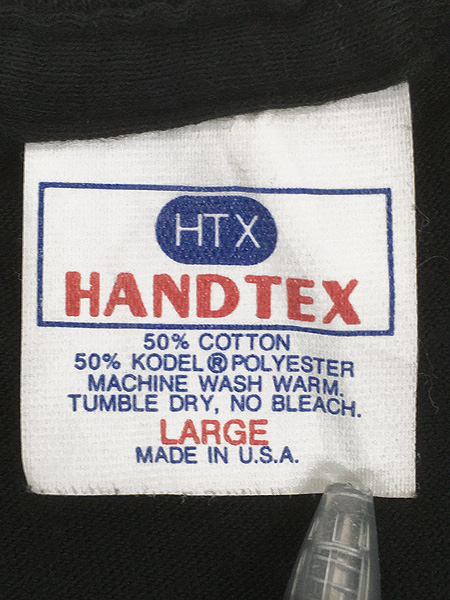 HTX
HANDTEX
50% COTTON
50% KODEL®POLYESTER
MACHINE WASH WARM.
TUMBLE DRY, NO BLEACH.
LARGE
MADE IN U.S.A.